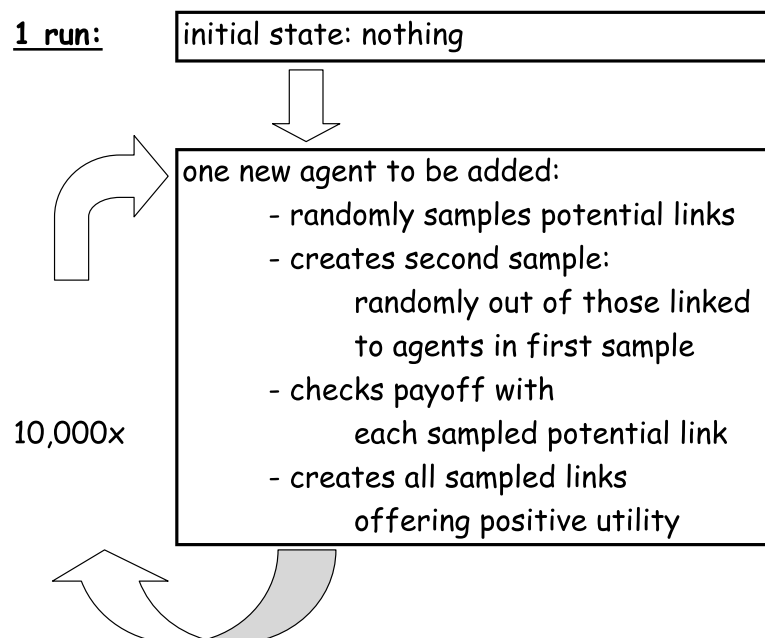 1 run:
initial state: nothing
one new agent to be added:
- randomly samples potential links
- creates second sample:
randomly out of those linked
to agents in first sample
- checks payoff with
each sampled potential link
10,000x
- creates all sampled links
offering positive utility